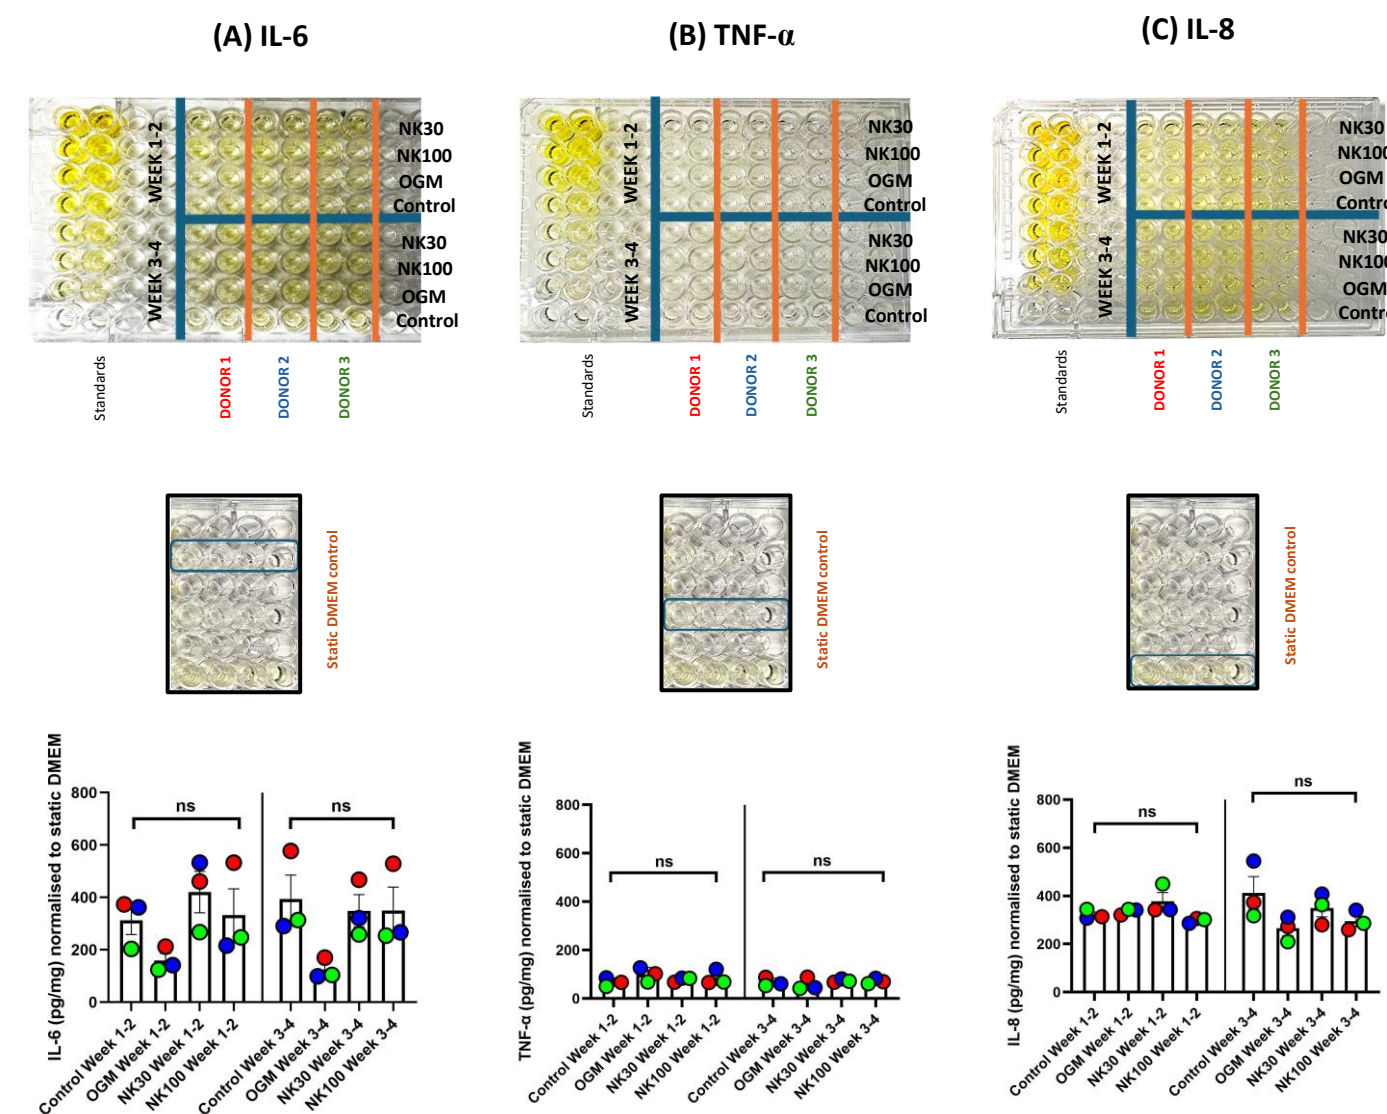 (A) IL-6
(B) TNF-α
(C) IL-8
WEEK 1-2
WEEK 3-4
NK30
NK100
OGM
Control
NK30
NK100
OGM
Control
WEEK 1-2
WEEK 3-4
NK30
NK100
OGM
Control
NK30
NK100
OGM
Control
WEEK 1-2
WEEK 3-4
NK30
NK100
OGM
Contro
NK30
NK100
OGM
Contro
Standards
DONOR 1
DONOR 2
DONOR 3
Standards
DONOR 1
DONOR 2
DONOR 3
Standards
DONOR 1
DONOR 2
DONOR 3
Static DMEM control
Static DMEM control
Static DMEM control
IL-6 (pg/mg) normalised to static DMEM
800
600
400
200
0
ns
ns
Control Week 1-2
OGM Week 1-2
NK30 Week 1-2
NK100 Week 1-2
Control Week 3-4
OGM Week 3-4
NK30 Week 3-4
NK100 Week 3-4
TNF-α (pg/mg) normalised to static DMEM
800
600
400
200
0
ns
ns
Control Week 1-2
OGM Week 1-2
NK30 Week 1-2
NK100 Week 1-2
Control Week 3-4
OGM Week 3-4
NK30 Week 3-4
NK100 Week 3-4
IL-8 (pg/mg) normalised to static DMEM
800
600
400
200
0
ns
ns
Control Week 1-2
OGM Week 1-2
NK30 Week 1-2
NK100 Week 1-2
Control Week 3-4
OGM Week 3-4
NK30 Week 3-4
NK100 Week 3-4